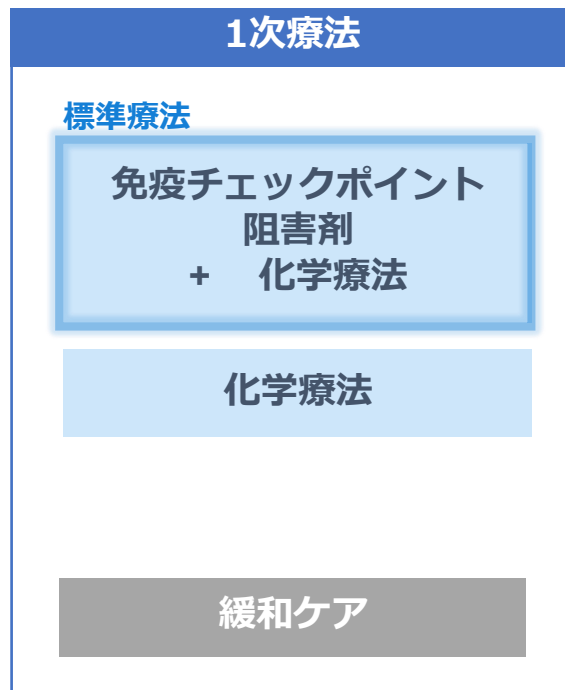 1次療法
標準療法
免疫チェックポイント
阻害剤
+ 化学療法
化学療法
緩和ケア